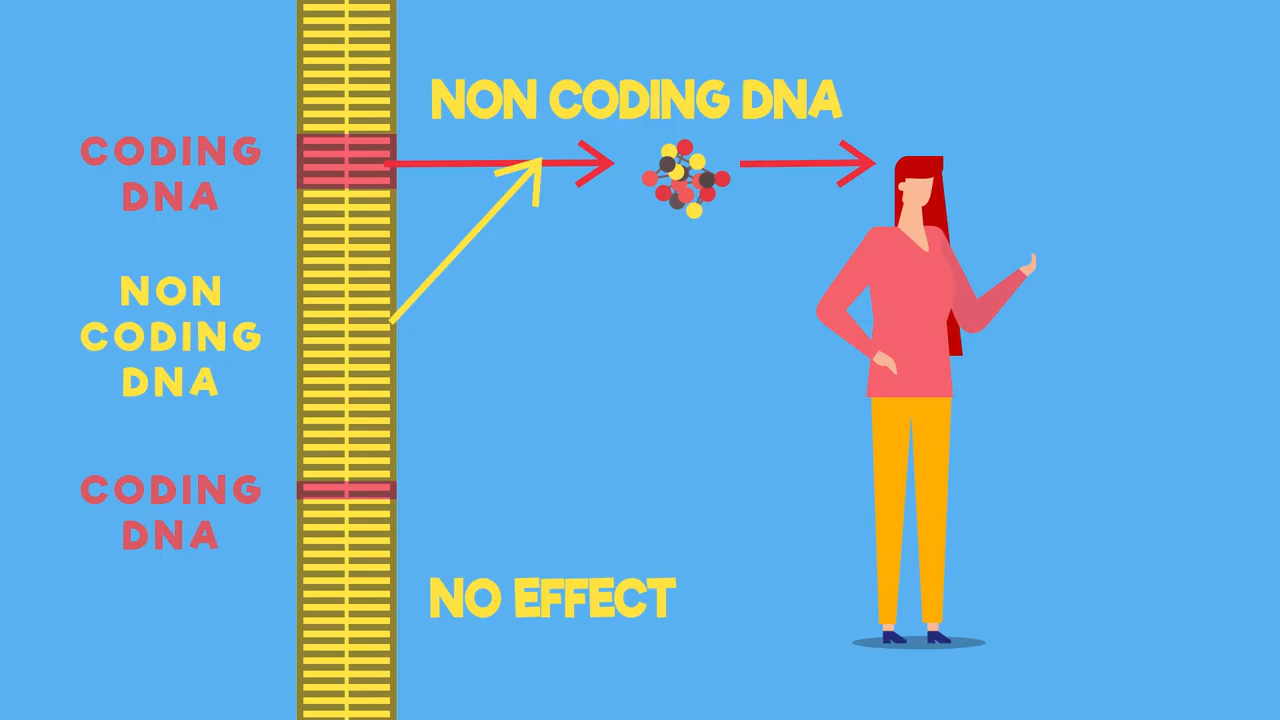 NON CODING DNA
CODING
DNA
NON
CODING
DNA
CODING
DNA
NO EFFECT